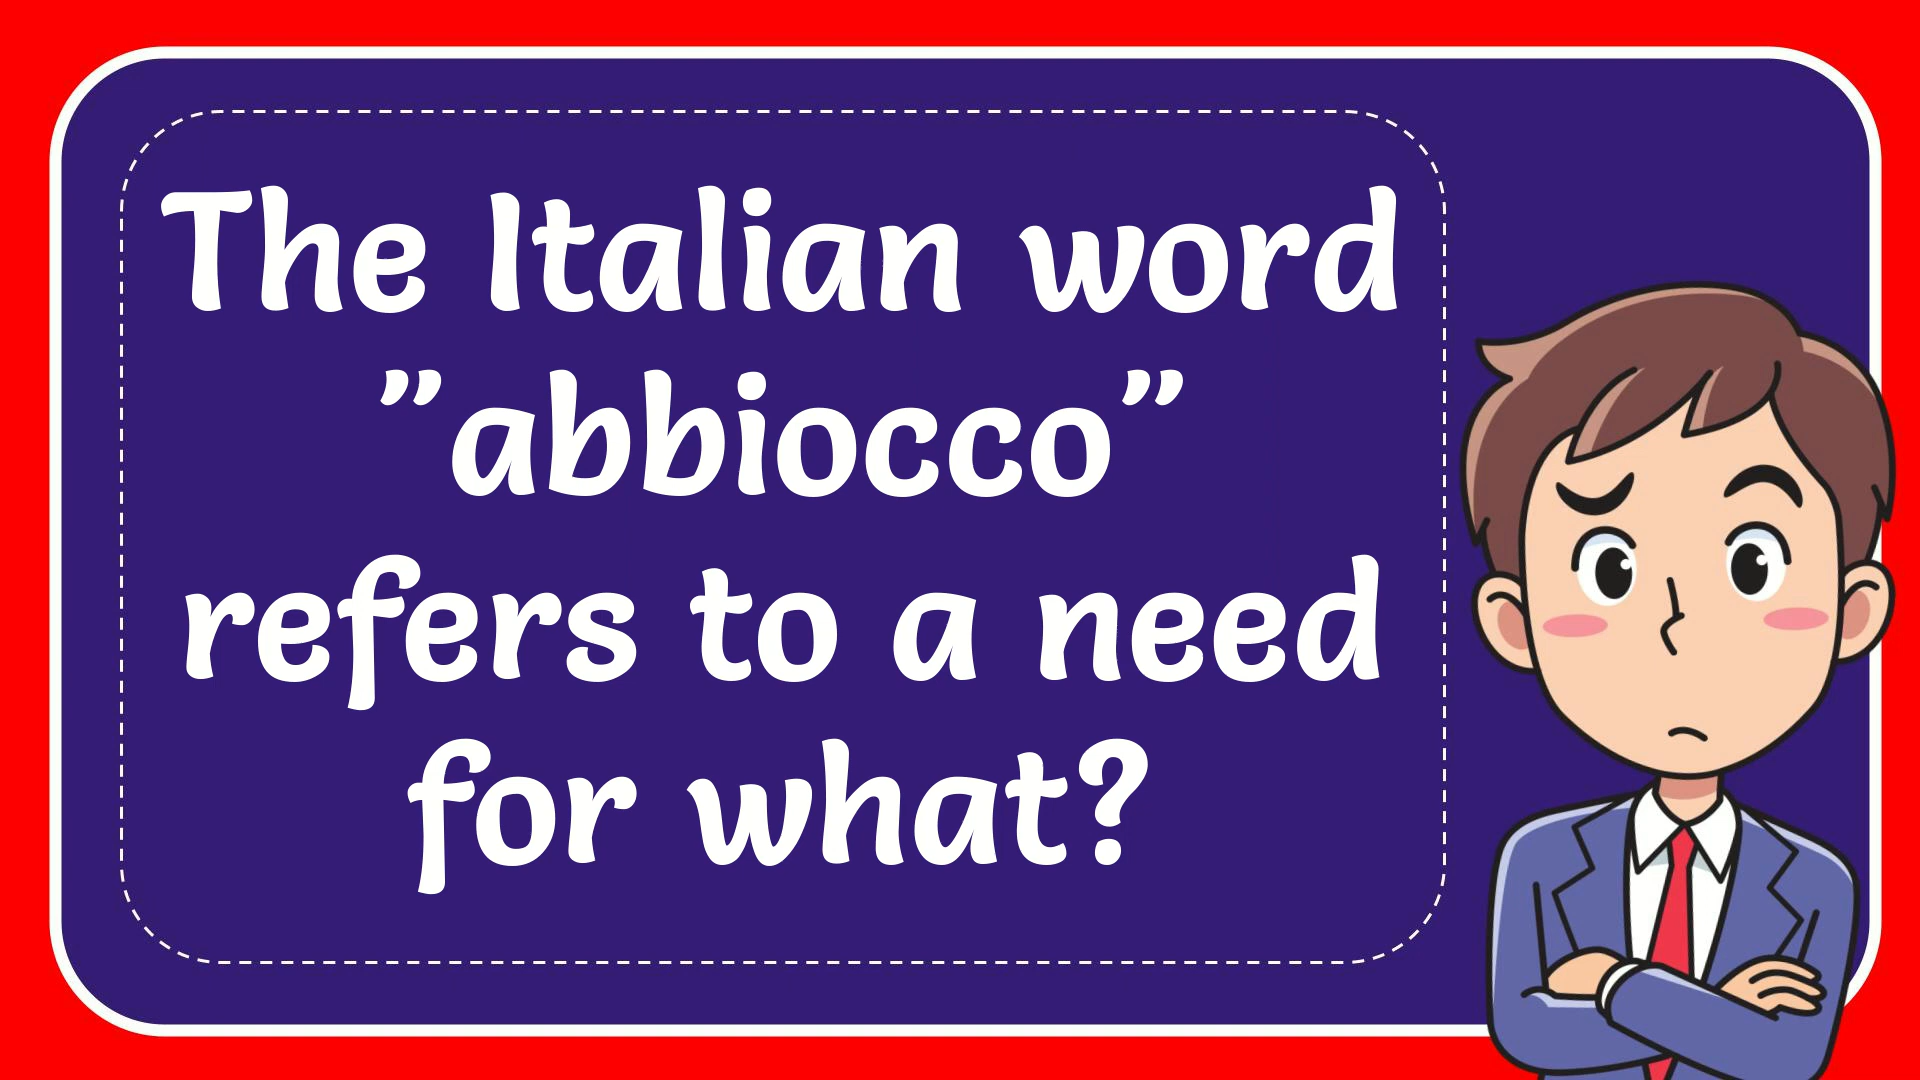 The Italian word
”abbiocco”
refers to a need
for what?